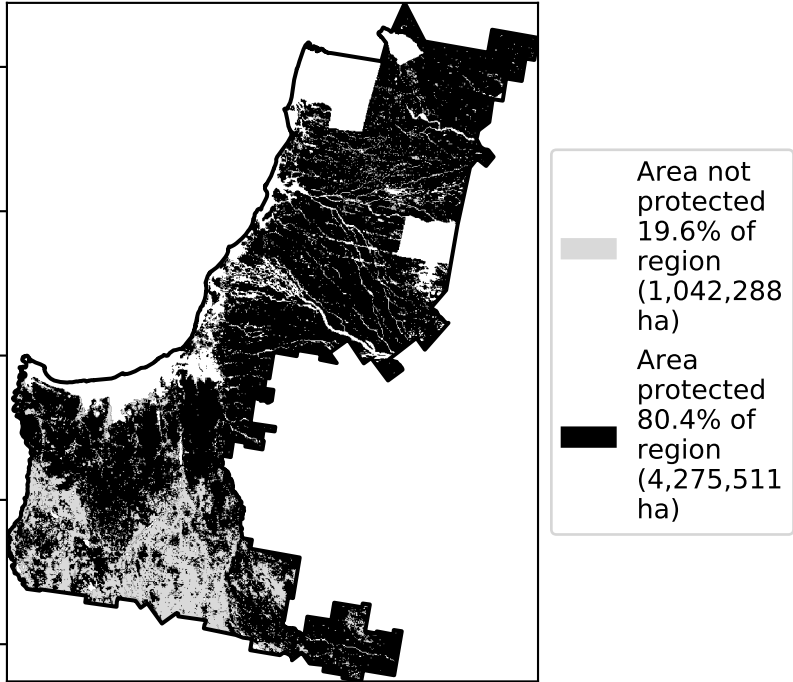 Area not
protected
19.6% of
region
(1,042,288
ha)
Area
protected
80.4% of
region
(4,275,511
ha)